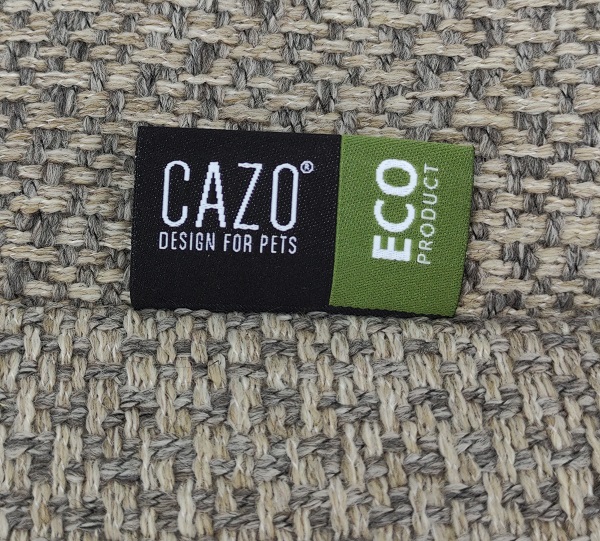 CAZO®
DESIGN FOR PETS
ECO
PRODUCT